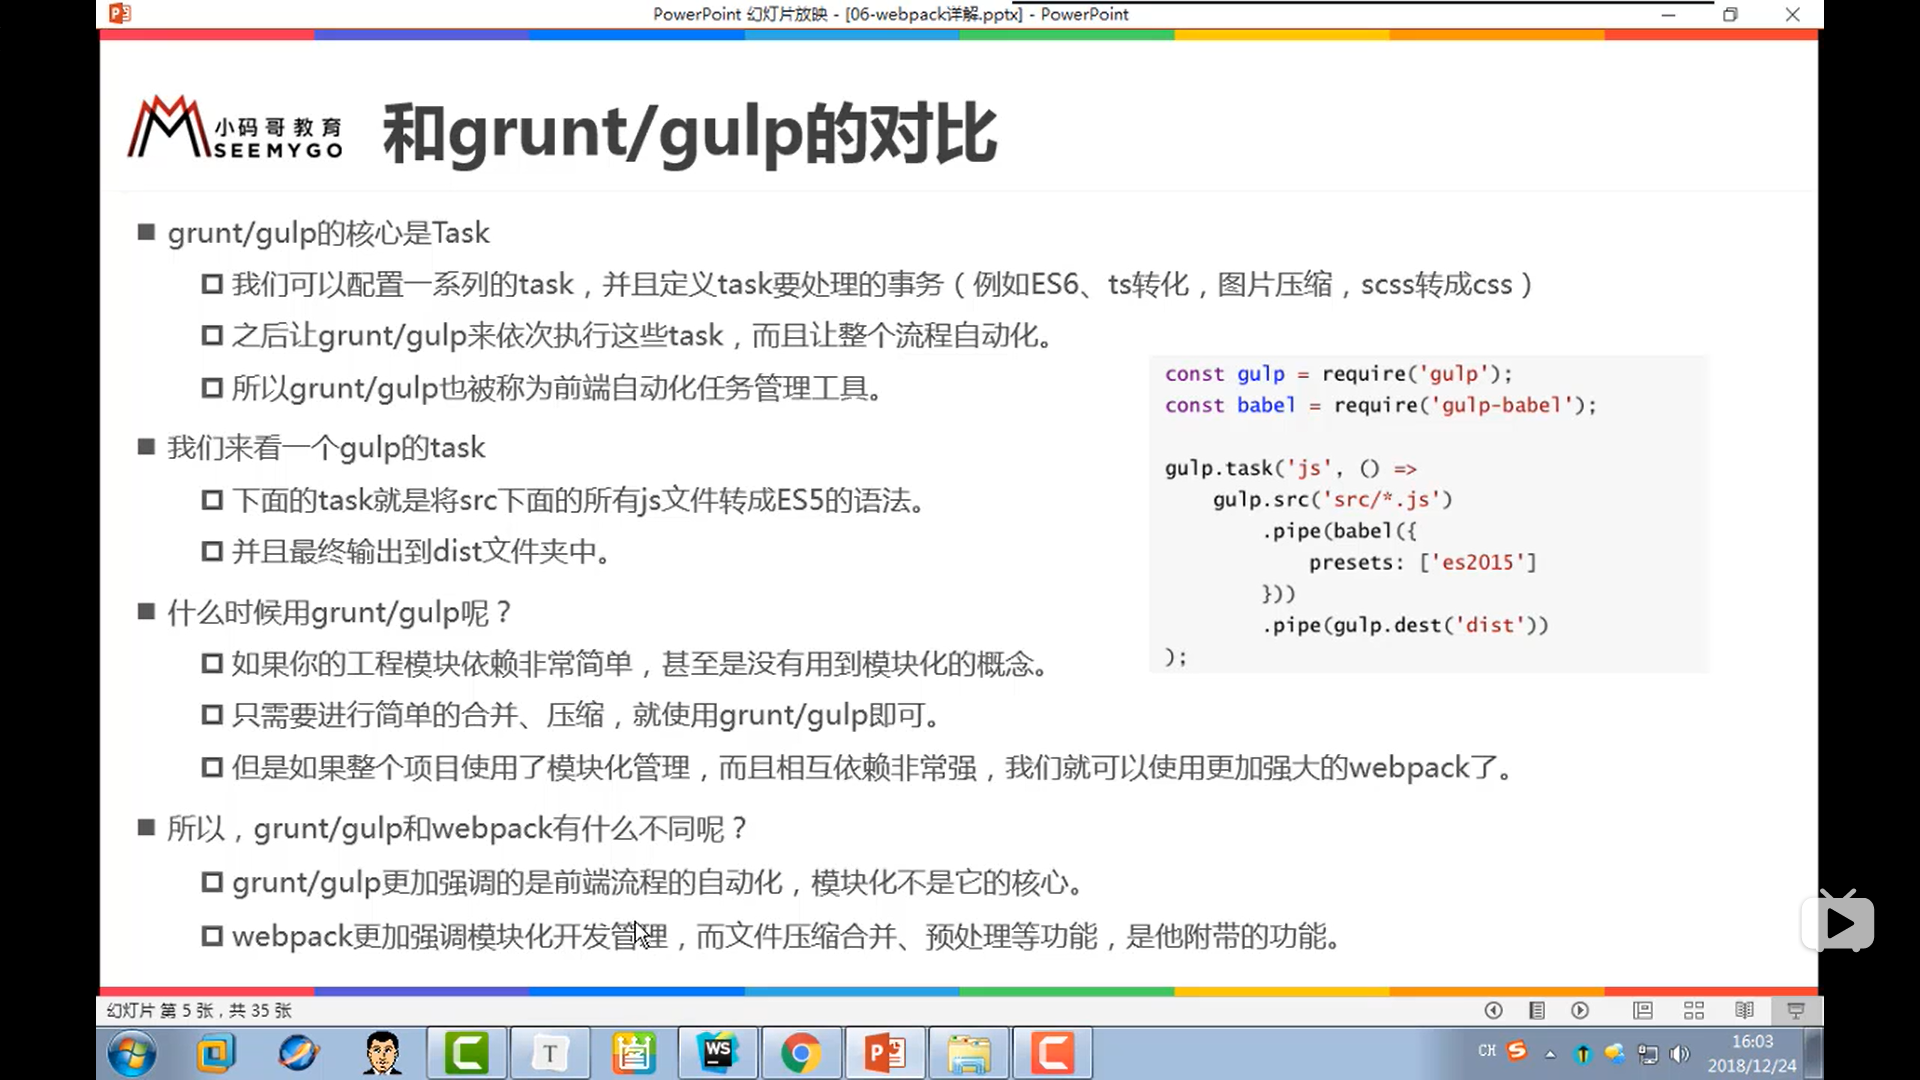 PowerPoint 幻灯片放映 - [06-webpack详解.pptx] - PowerPoint
小码哥教育
SEEMYGO
和grunt/gulp的对比
grunt/gulp的核心是Task
我们可以配置一系列的task，并且定义task要处理的事务（例如ES6、ts转化，图片压缩，scss转成css）
之后让grunt/gulp来依次执行这些task，而且让整个流程自动化。
所以grunt/gulp也被称为前端自动化任务管理工具。
我们来看一个gulp的task
下面的task就是将src下面的所有js文件转成ES5的语法。
并且最终输出到dist文件夹中。
什么时候用grunt/gulp呢？
如果你的工程模块依赖非常简单，甚至是没有用到模块化的概念。
只需要进行简单的合并、压缩，就使用grunt/gulp即可。
但是如果整个项目使用了模块化管理，而且相互依赖非常强，我们就可以使用更加强大的webpack了。
所以，grunt/gulp和webpack有什么不同呢？
grunt/gulp更加强调的是前端流程的自动化，模块化不是它的核心。
webpack更加强调模块化开发管理，而文件压缩合并、预处理等功能，是他附带的功能。
const gulp = require('gulp');
const babel = require('gulp-babel');
gulp.task('js', () =>
gulp.src('src/*.js')
.pipe(babel({
presets: ['es2015']
}))
.pipe(gulp.dest('dist'))
);
幻灯片 第 5 张，共 35 张
T
WS
CH
16:03
2018/12/24